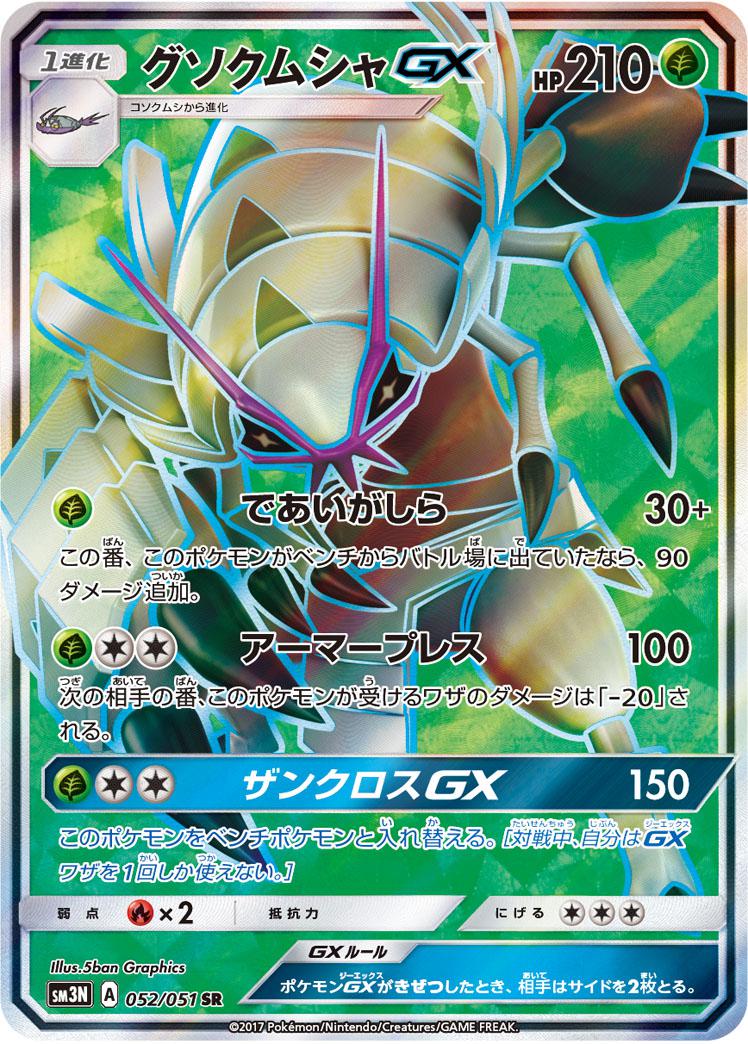 1進化 グソクムシャGX HP210
コソクムシから進化
であいがしら 30+
この番、このポケモンがベンチからバトル場に出ていたなら、90
ダメージ追加。
アーマープレス 100
次の相手の番、このポケモンが受けるワザのダメージは「-20」さ
れる。
ザンクロスGX 150
このポケモンをベンチポケモンと入れ替える。[対戦中、自分はGX
ワザを1回しか使えない。]
弱点 ×2 抵抗力 にげる
GXルール
Illus.5ban Graphics
ポケモンGXがきぜつしたとき、相手はサイドを2枚とる。
SM3N A 052/051 SR
©2017 Pokémon/Nintendo/Creatures/GAME FREAK.